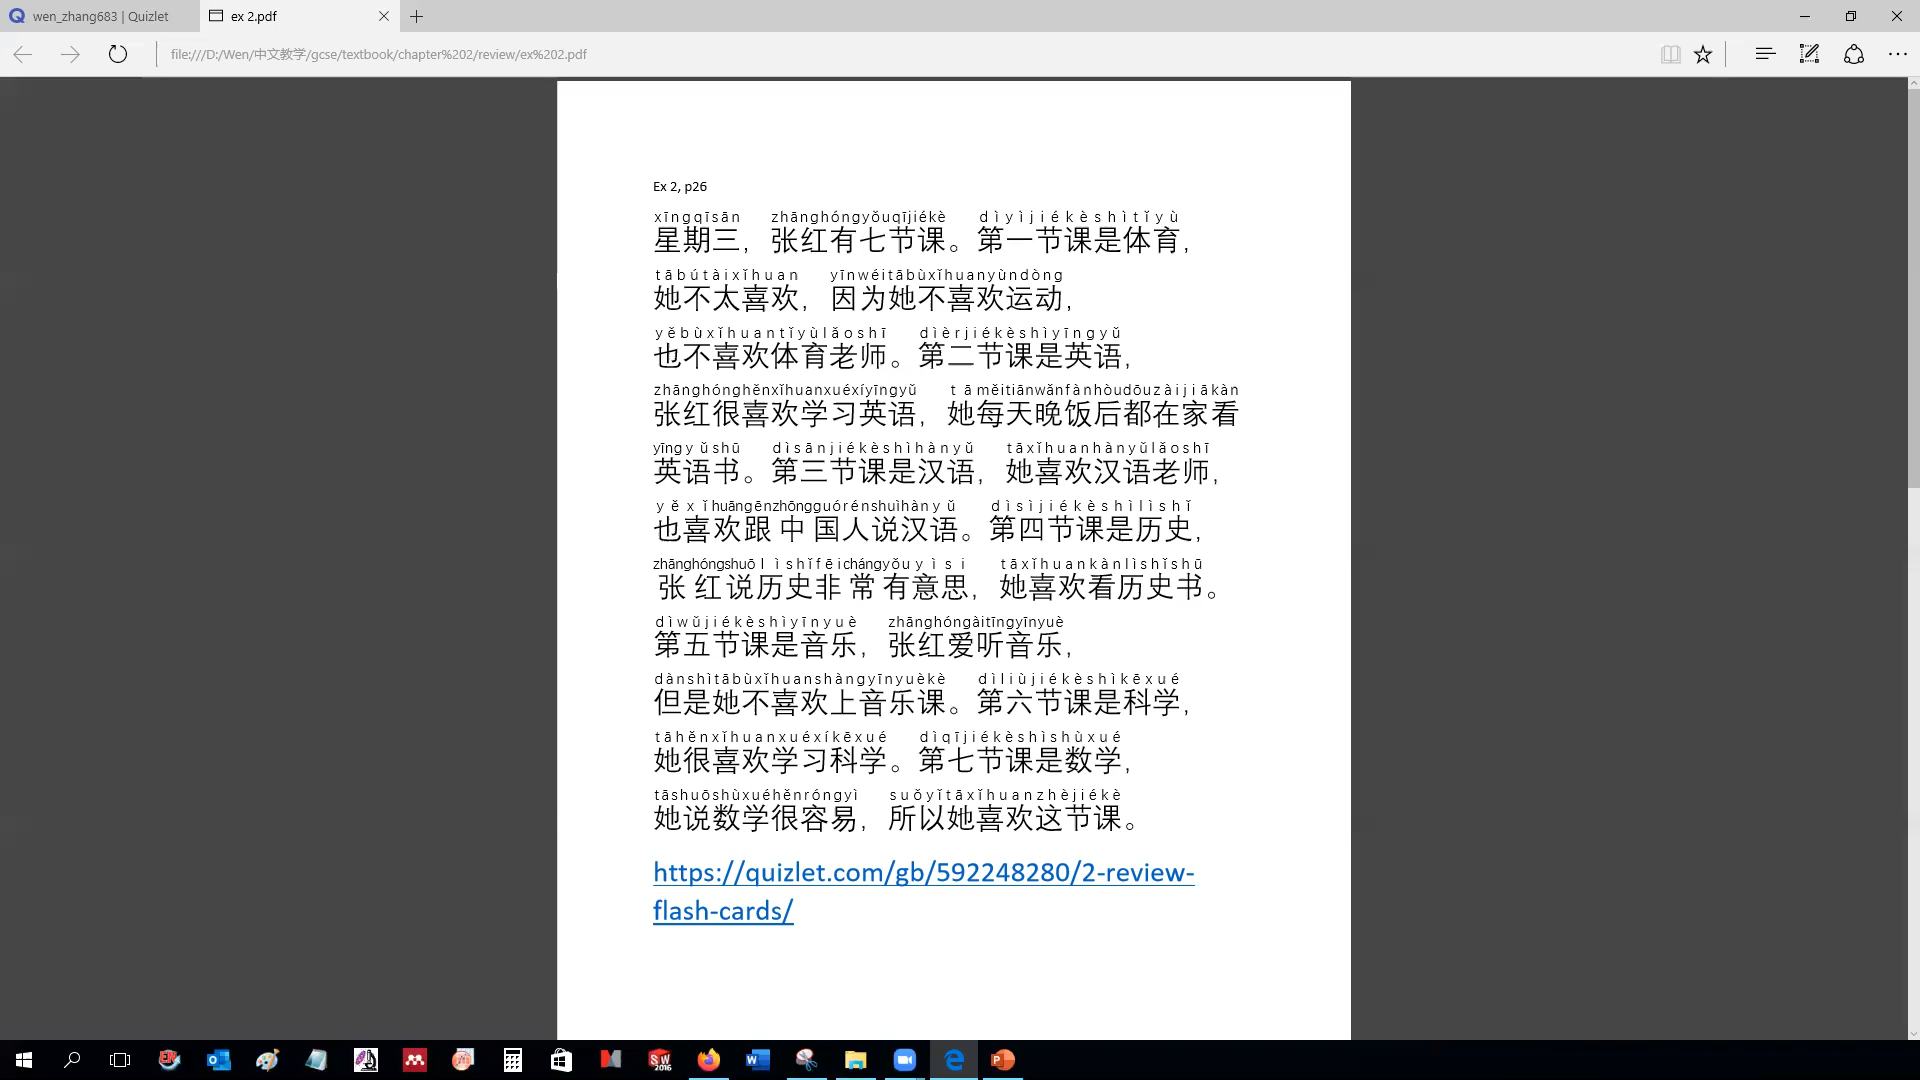 wen_zhang683 | Quizlet
ex 2.pdf
file:///D:/Wen/中文教学/gcse/textbook/chapter%202/review/ex%202.pdf
Ex 2, p26
xīngqīsān zhānghóngyǒuqījiékè dìyìjiékèshìtǐyù
星期三，张红有七节课。第一节课是体育，
tābútàixǐhuan yīnwéitābùxǐhuanyùndòng
她不太喜欢，因为她不喜欢运动，
yěbùxǐhuantǐyùlǎoshī dìèrjiékèshìyīngyǔ
也不喜欢体育老师。第二节课是英语，
zhānghónghěnxǐhuanxuéxíyīngyǔ tāměitiānwǎnfànhòudōuzàijiākàn
张红很喜欢学习英语，她每天晚饭后都在家看
yīngyǔshū dìsānjiékèshìhànyǔ tāxǐhuanhànyǔlǎoshī
英语书。第三节课是汉语，她喜欢汉语老师，
yěxǐhuāngēnzhōngguórénshuìhànyǔ dìsìjiékèshìlìshǐ
也喜欢跟中国人说汉语。第四节课是历史，
zhānghóngshuōlìshǐfēichángyǒuyìsi tāxǐhuankànlìshǐshū
张红说历史非常有意思，她喜欢看历史书。
dìwǔjiékèshìyīnyuè zhānghóngàitīngyīnyuè
第五节课是音乐，张红爱听音乐，
dànshìtābùxǐhuanshàngyīnyuèkè dìliùjiékèshìkēxué
但是她不喜欢上音乐课。第六节课是科学，
tāhěnxǐhuanxuéxíkēxué dìqījiékèshìshùxué
她很喜欢学习科学。第七节课是数学，
tāshuōshùxuéhěnróngyì suǒyǐtāxǐhuanzhèjiékè
她说数学很容易，所以她喜欢这节课。
https://quizlet.com/gb/592248280/2-review-
flash-cards/